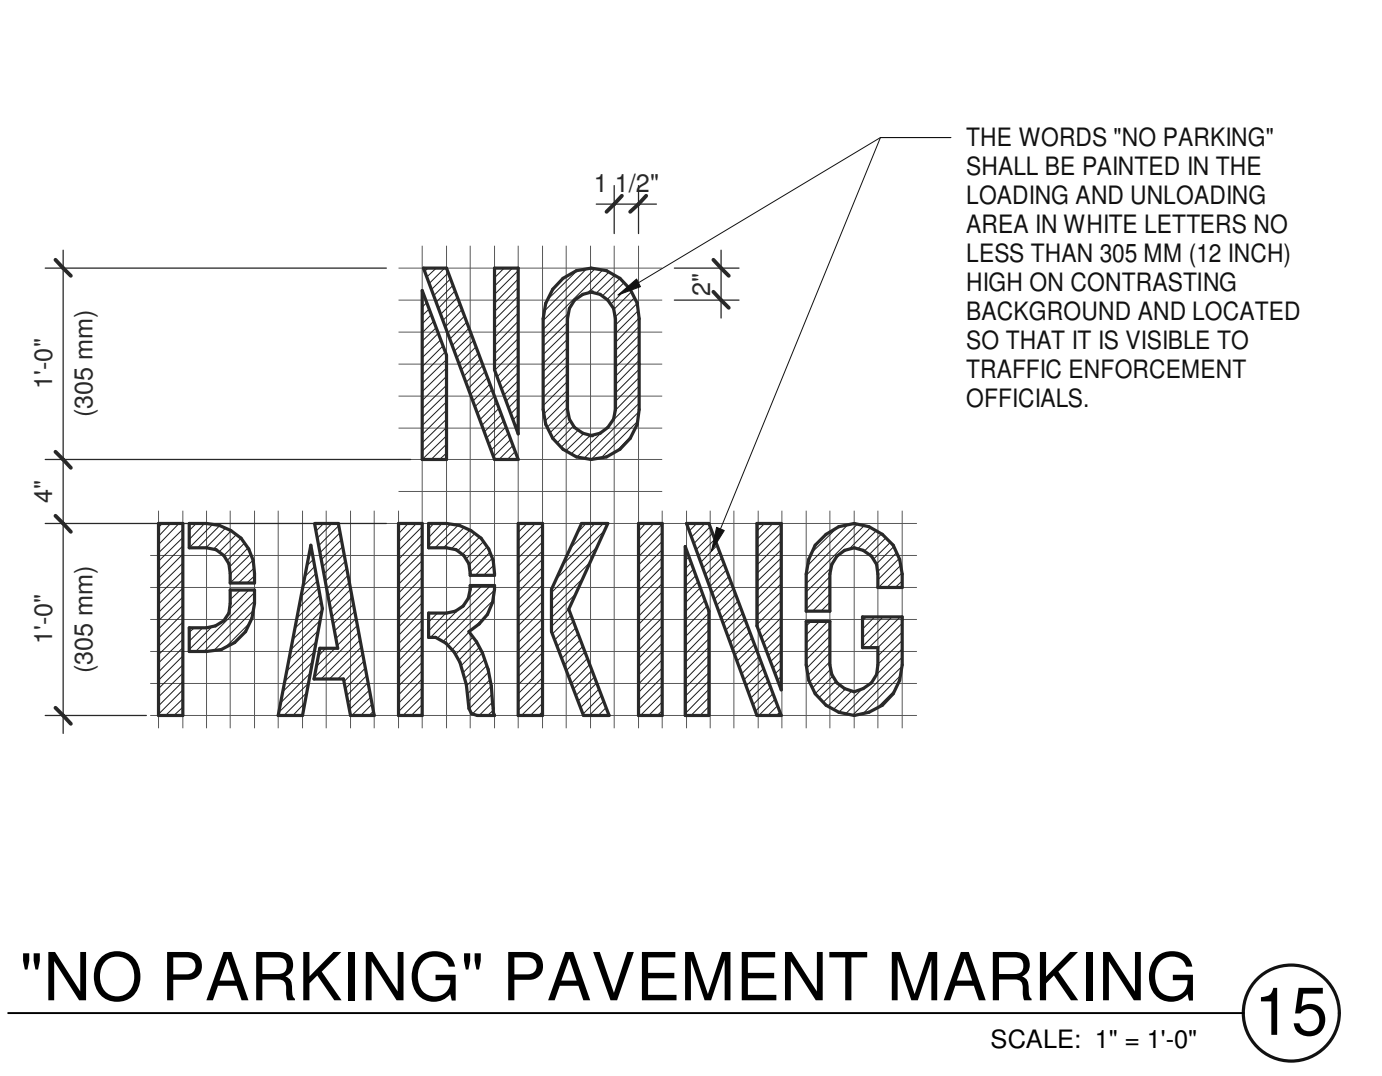 THE WORDS "NO PARKING"
SHALL BE PAINTED IN THE
LOADING AND UNLOADING
AREA IN WHITE LETTERS NO
LESS THAN 305 MM (12 INCH)
HIGH ON CONTRASTING
BACKGROUND AND LOCATED
SO THAT IT IS VISIBLE TO
TRAFFIC ENFORCEMENT
OFFICIALS.
1 1/2"
2"
NO
1'-0"
(305 mm)
4"
PARKING
1'-0"
(305 mm)
"NO PARKING" PAVEMENT MARKING
15
SCALE: 1" = 1'-0"